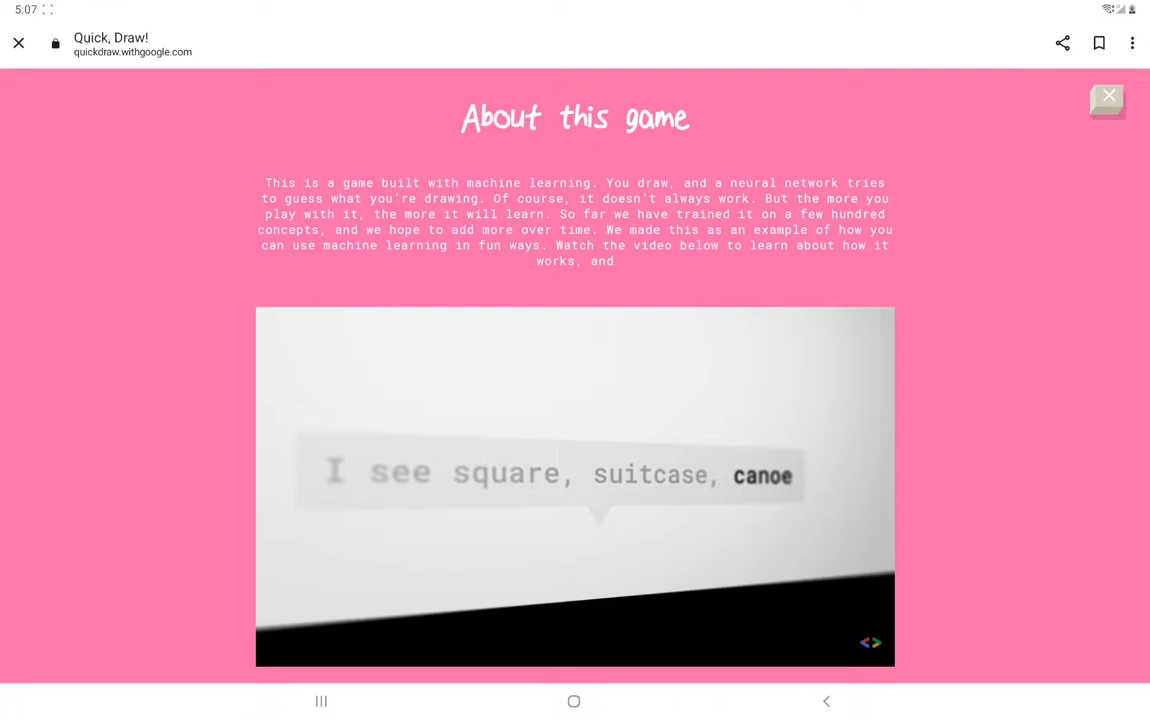 5:07
Quick, Draw!
quickdraw.withgoogle.com
About this game
This is a game built with machine learning. You draw, and a neural network tries
to guess what you're drawing. Of course, it doesn't always work. But the more you
play with it, the more it will learn. So far we have trained it on a few hundred
concepts, and we hope to add more over time. We made this as an example of how you
can use machine learning in fun ways. Watch the video below to learn about how it
works, and
I see square, suitcase, canoe